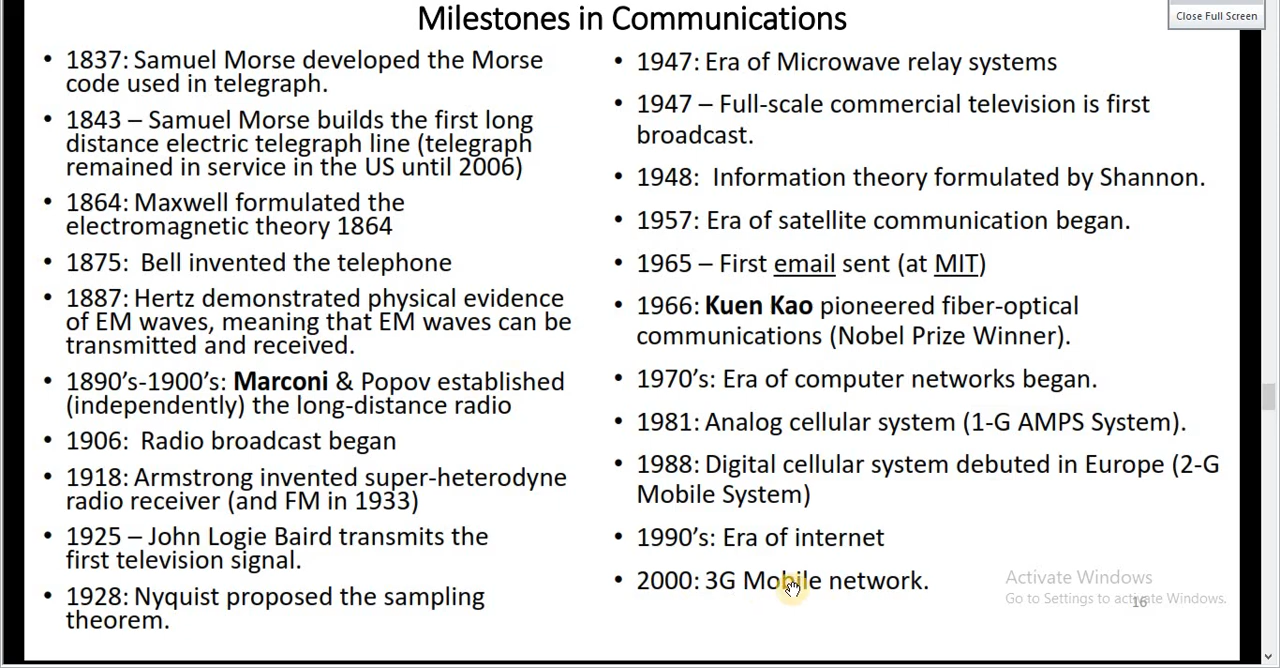 Milestones in Communications
Close Full Screen
• 1837: Samuel Morse developed the Morse
code used in telegraph.
• 1843 – Samuel Morse builds the first long
distance electric telegraph line (telegraph
remained in service in the US until 2006)
• 1864: Maxwell formulated the
electromagnetic theory 1864
• 1875: Bell invented the telephone
• 1887: Hertz demonstrated physical evidence
of EM waves, meaning that EM waves can be
transmitted and received.
• 1890’s-1900’s: Marconi & Popov established
(independently) the long-distance radio
• 1906: Radio broadcast began
• 1918: Armstrong invented super-heterodyne
radio receiver (and FM in 1933)
• 1925 – John Logie Baird transmits the
first television signal.
• 1928: Nyquist proposed the sampling
theorem.
• 1947: Era of Microwave relay systems
• 1947 – Full-scale commercial television is first
broadcast.
• 1948: Information theory formulated by Shannon.
• 1957: Era of satellite communication began.
• 1965 – First email sent (at MIT)
• 1966: Kuen Kao pioneered fiber-optical
communications (Nobel Prize Winner).
• 1970’s: Era of computer networks began.
• 1981: Analog cellular system (1-G AMPS System).
• 1988: Digital cellular system debuted in Europe (2-G
Mobile System)
• 1990’s: Era of internet
• 2000: 3G Mobile network.
Activate Windows
Go to Settings to activate Windows.
16